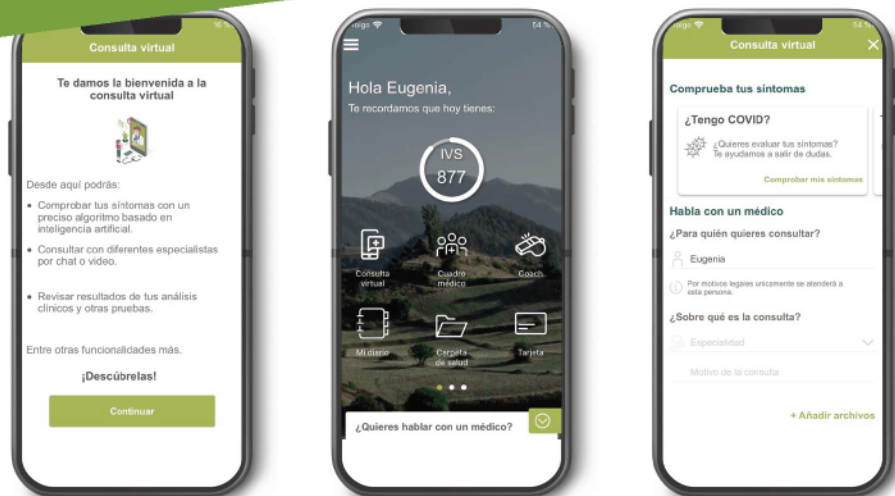 16 %
Consulta virtual
Te damos la bienvenida a la
consulta virtual
Desde aquí podrás:
• Comprobar tus síntomas con un
preciso algoritmo basado en
inteligencia artificial.
• Consultar con diferentes especialistas
por chat o video.
• Revisar resultados de tus análisis
clínicos y otras pruebas.
Entre otras funcionalidades más.
¡Descúbrelas!
Continuar
64 %
Hola Eugenia,
Te recordamos que hoy tienes:
IVS
877
Consulta
virtual
Cuadro
médico
Coach
Mi diario
Carpeta
de salud
Tarjeta
¿Quieres hablar con un médico?
64 %
Consulta virtual
Comprueba tus síntomas
¿Tengo COVID?
¿Quieres evaluar tus síntomas?
Te ayudamos a salir de dudas.
Comprobar mis síntomas
Habla con un médico
¿Para quién quieres consultar?
Eugenia
Por motivos legales únicamente se atenderá a
esta persona.
¿Sobre qué es la consulta?
Especialidad
Motivo de la consulta
+ Añadir archivos